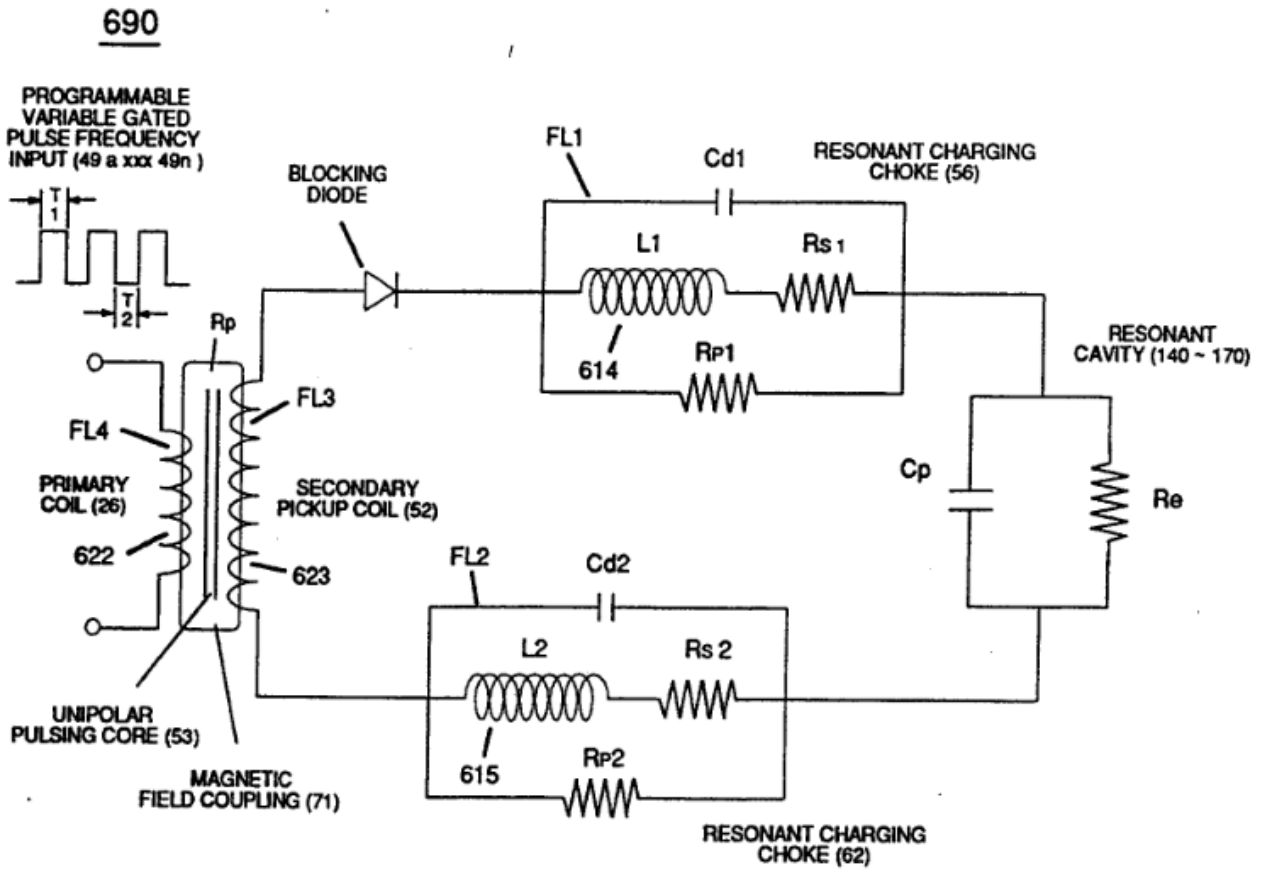 690
PROGRAMMABLE
VARIABLE GATED
PULSE FREQUENCY
INPUT (49 a xxx 49n )
T
1
T
2
BLOCKING
DIODE
FL1
Cd1
RESONANT CHARGING
CHOKE (56)
L1
Rs 1
614
RP1
Rp
FL3
FL4
PRIMARY
COIL (26)
622
SECONDARY
PICKUP COIL (52)
623
RESONANT
CAVITY (140 ~ 170)
Cp
Re
FL2
Cd2
L2
Rs 2
615
RP2
UNIPOLAR
PULSING CORE (53)
MAGNETIC
FIELD COUPLING (71)
RESONANT CHARGING
CHOKE (62)